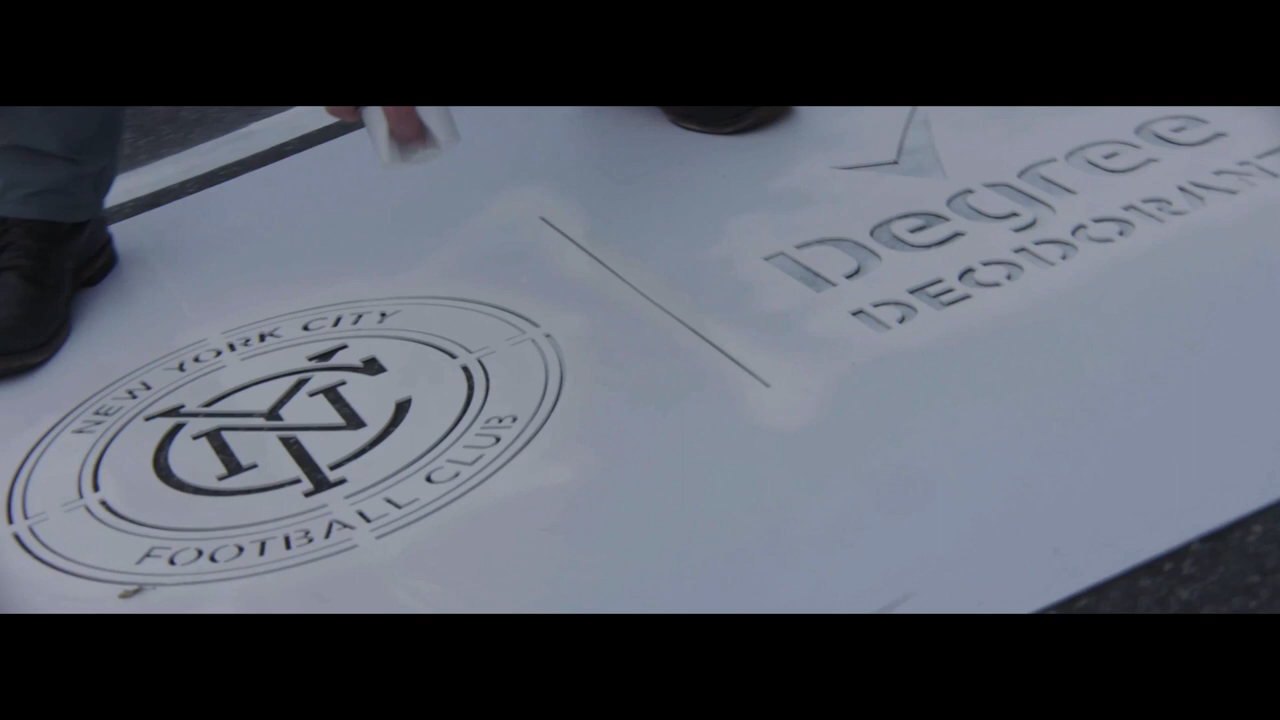 NEW YORK CITY
NYC
FOOTBALL CLUB
Degree
DEODORANT